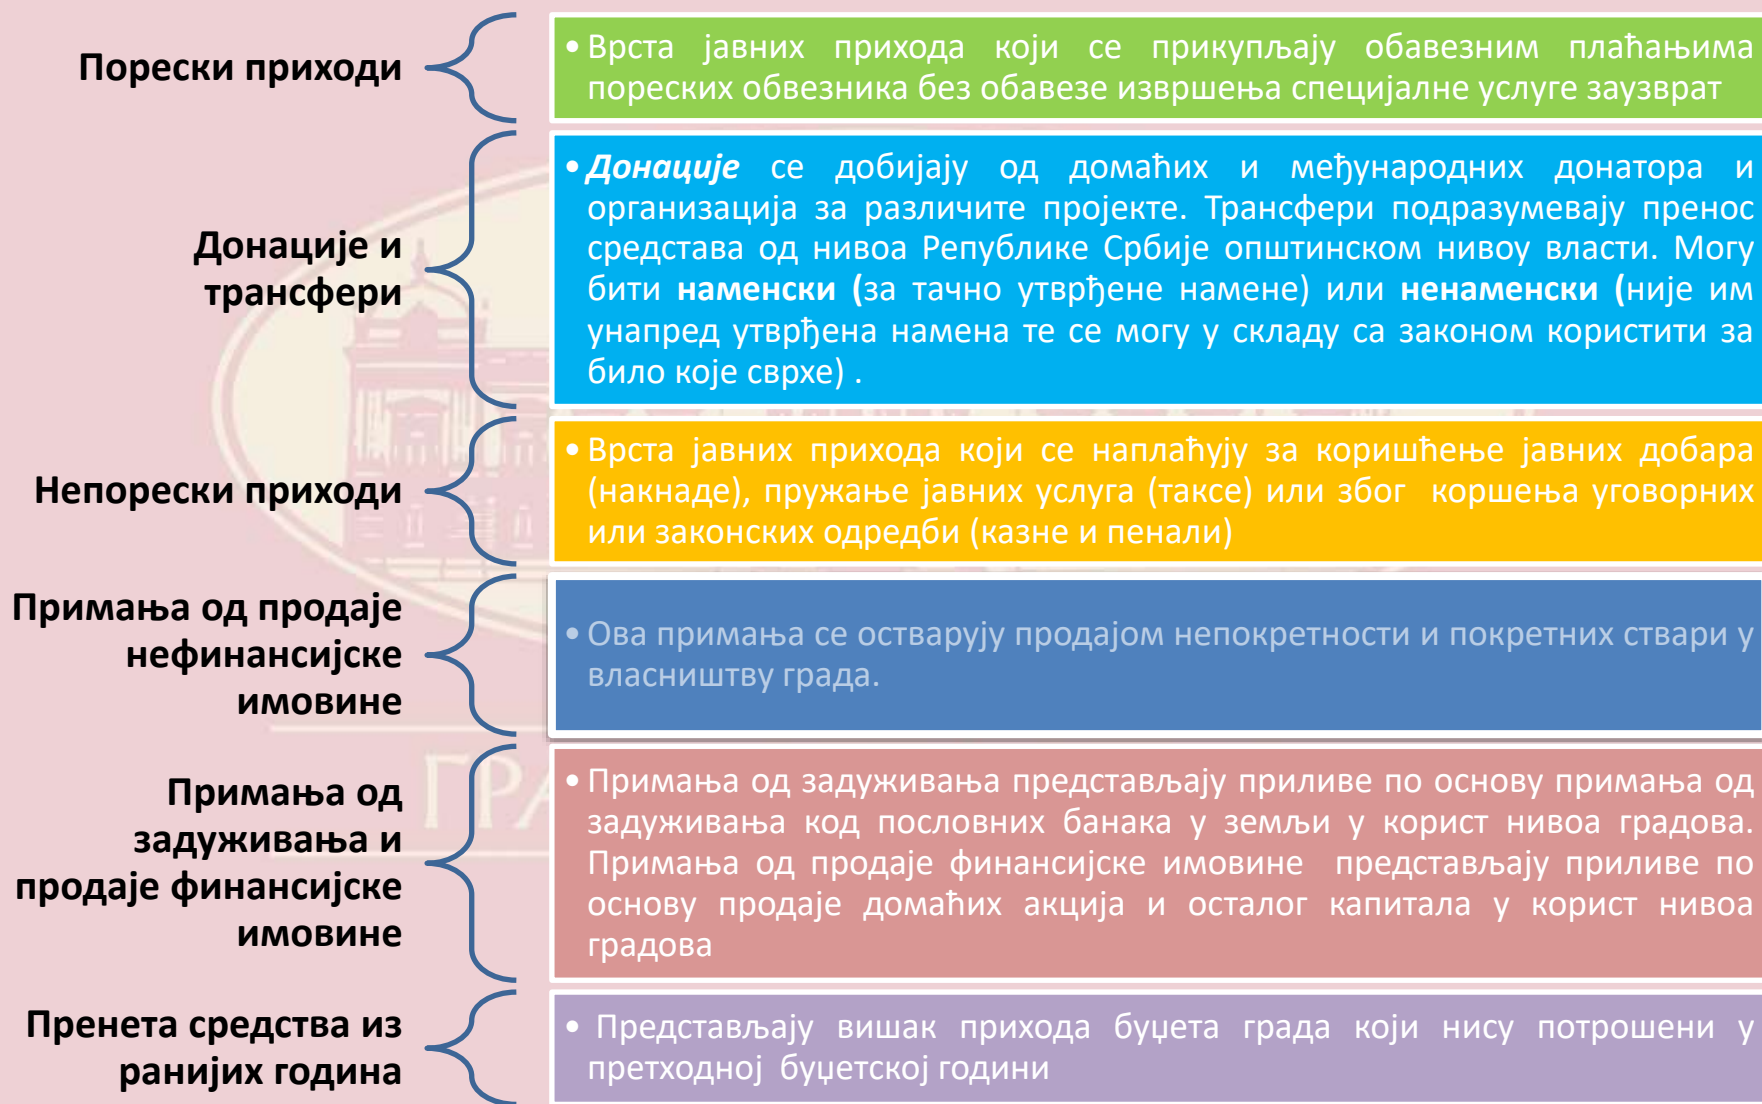 Порески приходи
• Врста јавних прихода који се прикупљају обавезним плаћањима
пореских обвезника без обавезе извршења специјалне услуге заузврат
Донације и
трансфери
• Донације се добијају од домаћих и међународних донатора и
организација за различите пројекте. Трансфери подразумевају пренос
средстава од нивоа Републике Србије општинском нивоу власти. Могу
бити наменски (за тачно утврђене намене) или ненаменски (није им
унапред утврђена намена те се могу у складу са законом користити за
било које сврхе) .
Непорески приходи
• Врста јавних прихода који се наплаћују за коришћење јавних добара
(накнаде), пружање јавних услуга (таксе) или због коршења уговорних
или законских одредби (казне и пенали)
Примања од продаје
нефинансијске
имовине
• Ова примања се остварују продајом непокретности и покретних ствари у
власништву града.
Примања од
задуживања и
продаје финансијске
имовине
• Примања од задуживања представљају приливе по основу примања од
задуживања код пословних банака у земљи у корист нивоа градова.
Примања од продаје финансијске имовине представљају приливе по
основу продаје домаћих акција и осталог капитала у корист нивоа
градова
Пренета средства из
ранијих година
• Представљају вишак прихода буџета града који нису потрошени у
претходној буџетској години